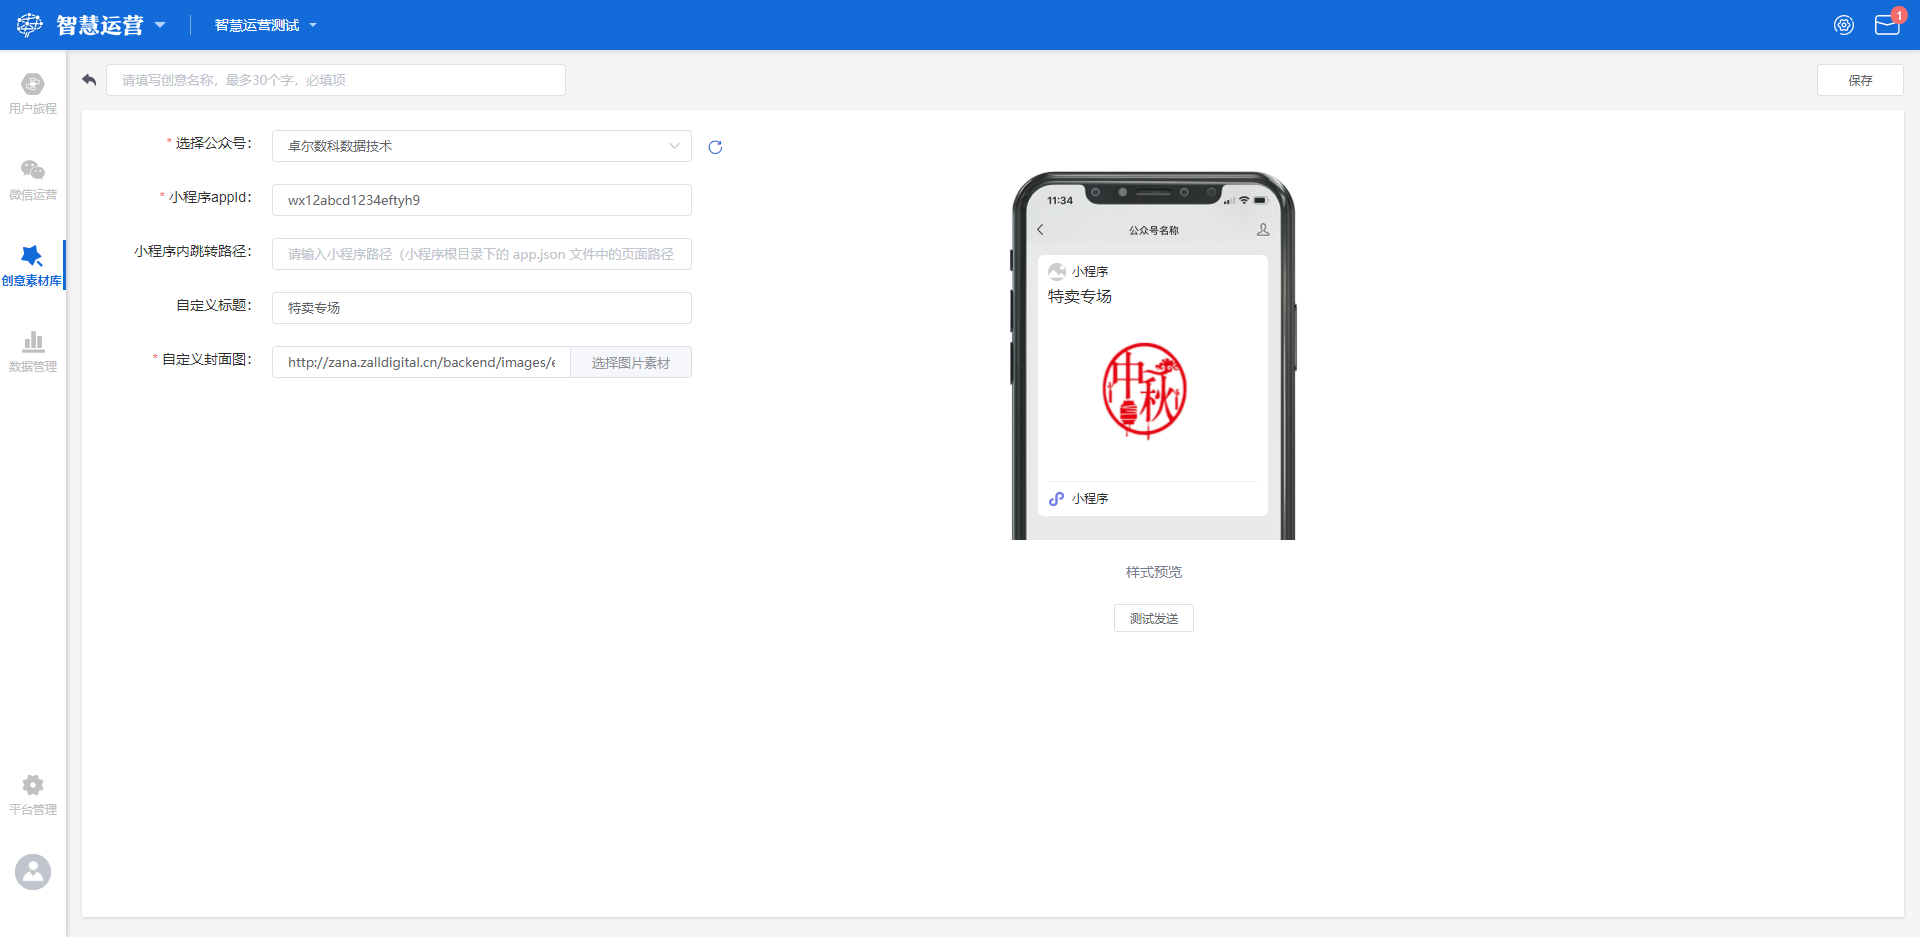 智慧运营
智慧运营测试
1
用户旅程
微信运营
创意素材库
数据管理
平台管理
请填写创意名称，最多30个字，必填项
保存
* 选择公众号：
卓尔数科数据技术
* 小程序appId：
wx12abcd1234eftyh9
小程序内跳转路径：
请输入小程序路径（小程序根目录下的 app.json 文件中的页面路径
自定义标题：
特卖专场
* 自定义封面图：
http://zana.zalldigital.cn/backend/images/e
选择图片素材
11:34
公众号名称
小程序
特卖专场
中秋
小程序
样式预览
测试发送